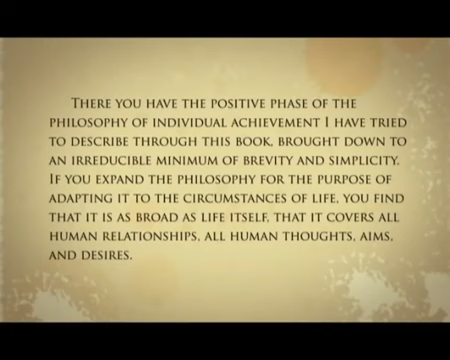 There you have the positive phase of the
philosophy of individual achievement I have tried
to describe through this book, brought down to
an irreducible minimum of brevity and simplicity.
If you expand the philosophy for the purpose of
adapting it to the circumstances of life, you find
that it is as broad as life itself, that it covers all
human relationships, all human thoughts, aims,
and desires.